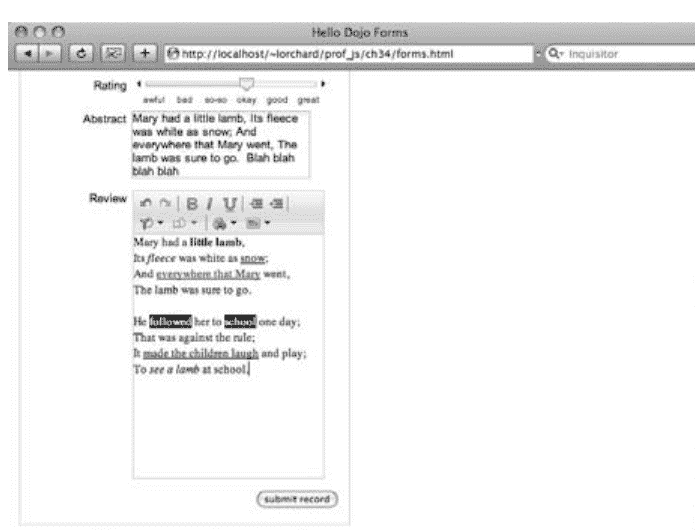 Hello Dojo Forms
http://localhost/~lorchard/prof_js/ch34/forms.html
Inquisitor
Rating
awful bad so-so okay good great
Abstract
Mary had a little lamb, Its fleece
was white as snow; And
everywhere that Mary went, The
lamb was sure to go. Blah blah
blah blah
Review
B I U
Mary had a little lamb,
Its fleece was white as snow;
And everywhere that Mary went,
The lamb was sure to go.
He followed her to school one day;
That was against the rule;
It made the children laugh and play;
To see a lamb at school.
submit record